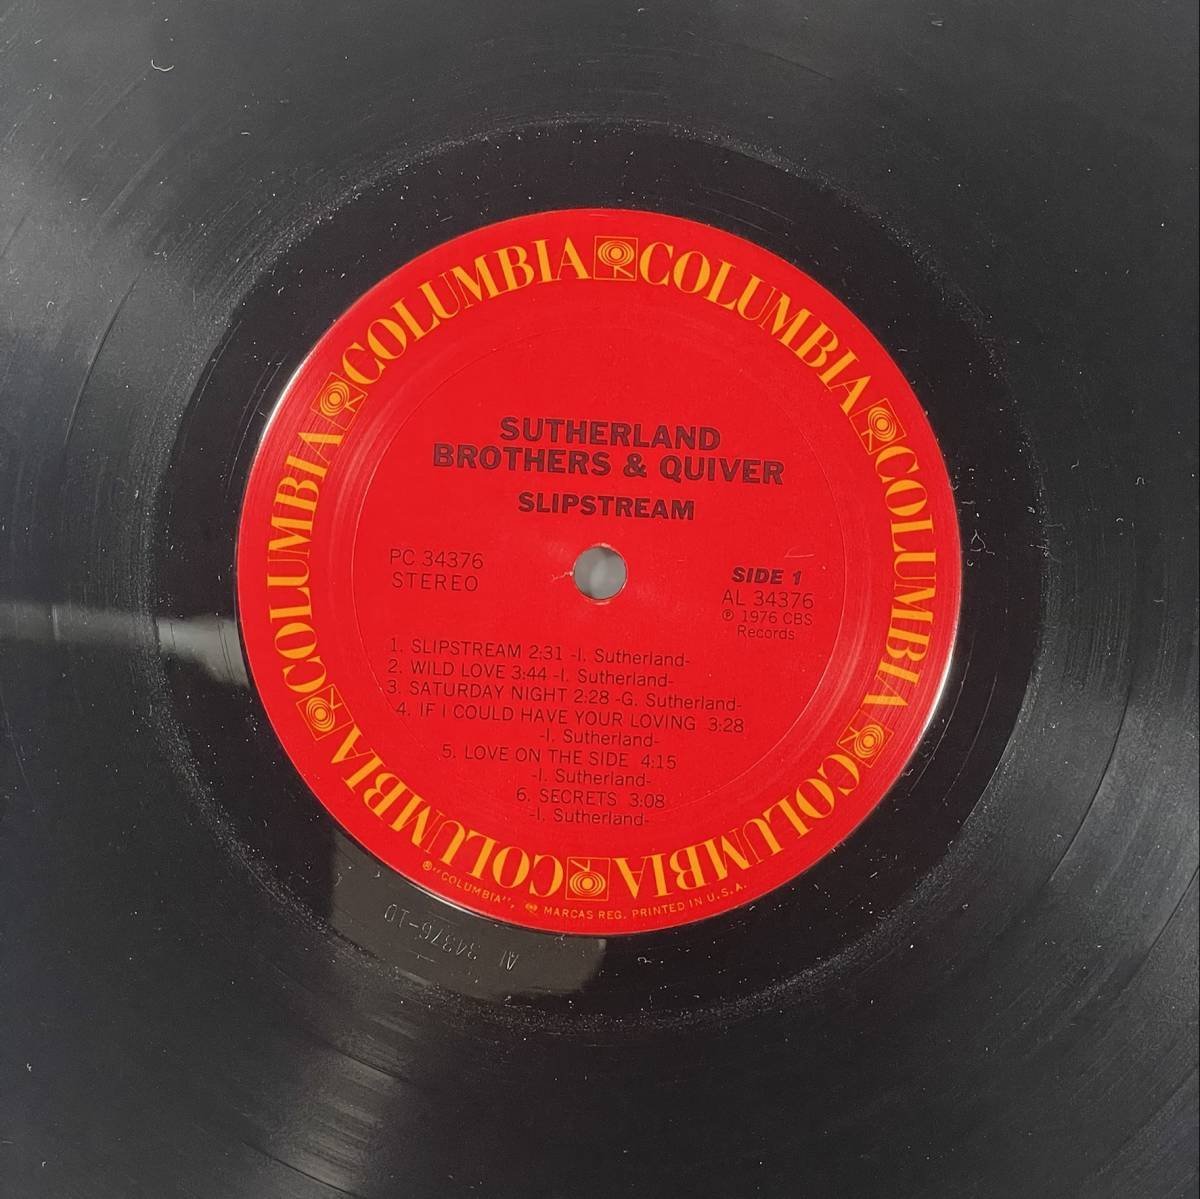 COLUMBIA COLUMBIA COLUMBIA COLUMBIA COLUMBIA COLUMBIA
SUTHERLAND
BROTHERS & QUIVER
SLIPSTREAM
PC 34376
STEREO
SIDE 1
AL 34376
℗ 1976 CBS
Records
1. SLIPSTREAM 2:31 -I. Sutherland-
2. WILD LOVE 3:44 -I. Sutherland-
3. SATURDAY NIGHT 2:28 -G. Sutherland-
4. IF I COULD HAVE YOUR LOVING 3:28
-I. Sutherland-
5. LOVE ON THE SIDE 4:15
-I. Sutherland-
6. SECRETS 3:08
-I. Sutherland-
®"COLUMBIA", MARCAS REG. PRINTED IN U.S.A.
AL 34376-1D